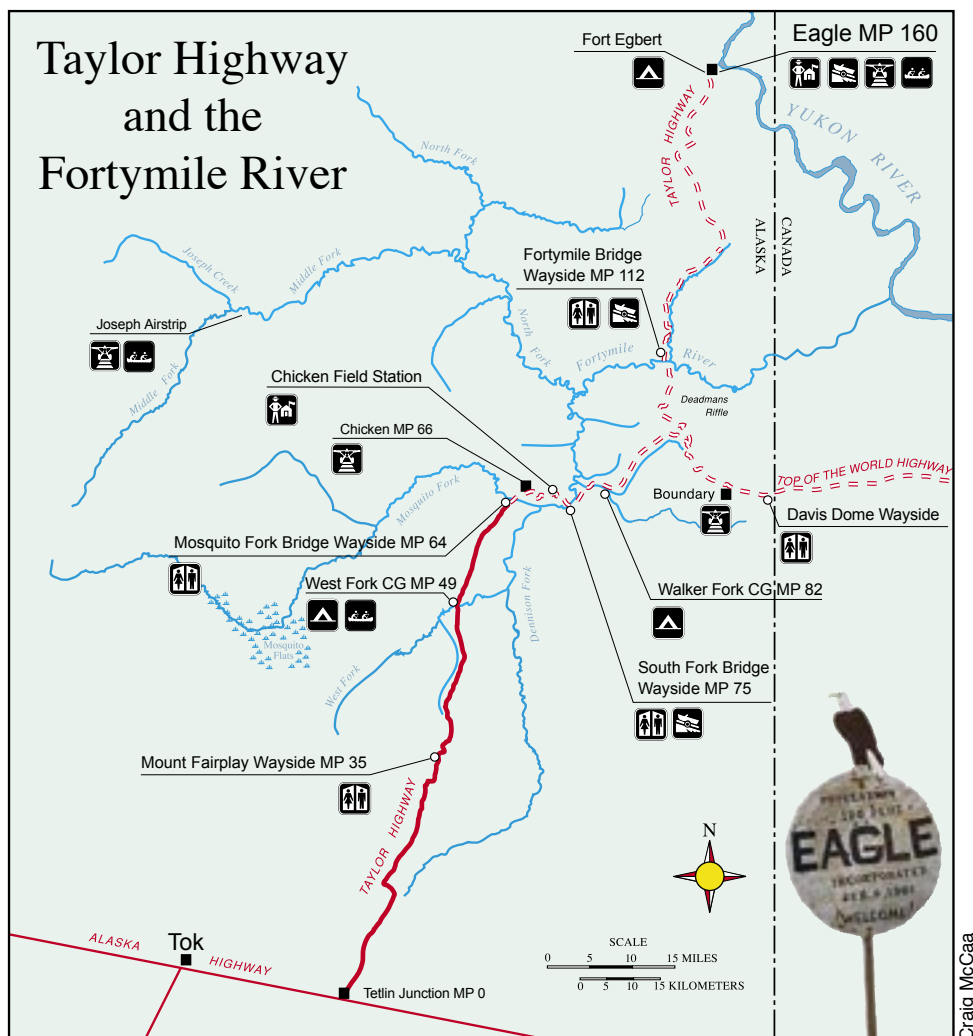 Taylor Highway
and the
Fortymile River
Fort Egbert
Eagle MP 160
YUKON RIVER
TAYLOR HIGHWAY
North Fork
ALASKA
CANADA
Joseph Creek
Middle Fork
Fortymile Bridge
Wayside MP 112
Joseph Airstrip
North Fork
Fortymile River
Middle Fork
Chicken Field Station
Deadmans
Riffle
Chicken MP 66
TOP OF THE WORLD HIGHWAY
Mosquito Fork
Boundary
Davis Dome Wayside
Mosquito Fork Bridge Wayside MP 64
West Fork CG MP 49
Walker Fork CG MP 82
Dennison Fork
Mosquito
Flats
West Fork
South Fork Bridge
Wayside MP 75
Mount Fairplay Wayside MP 35
TAYLOR HIGHWAY
N
EAGLE
INCORPORATED
WELCOME
ALASKA HIGHWAY
Tok
SCALE
0 5 10 15 MILES
0 5 10 15 KILOMETERS
Tetlin Junction MP 0
Craig McCaa